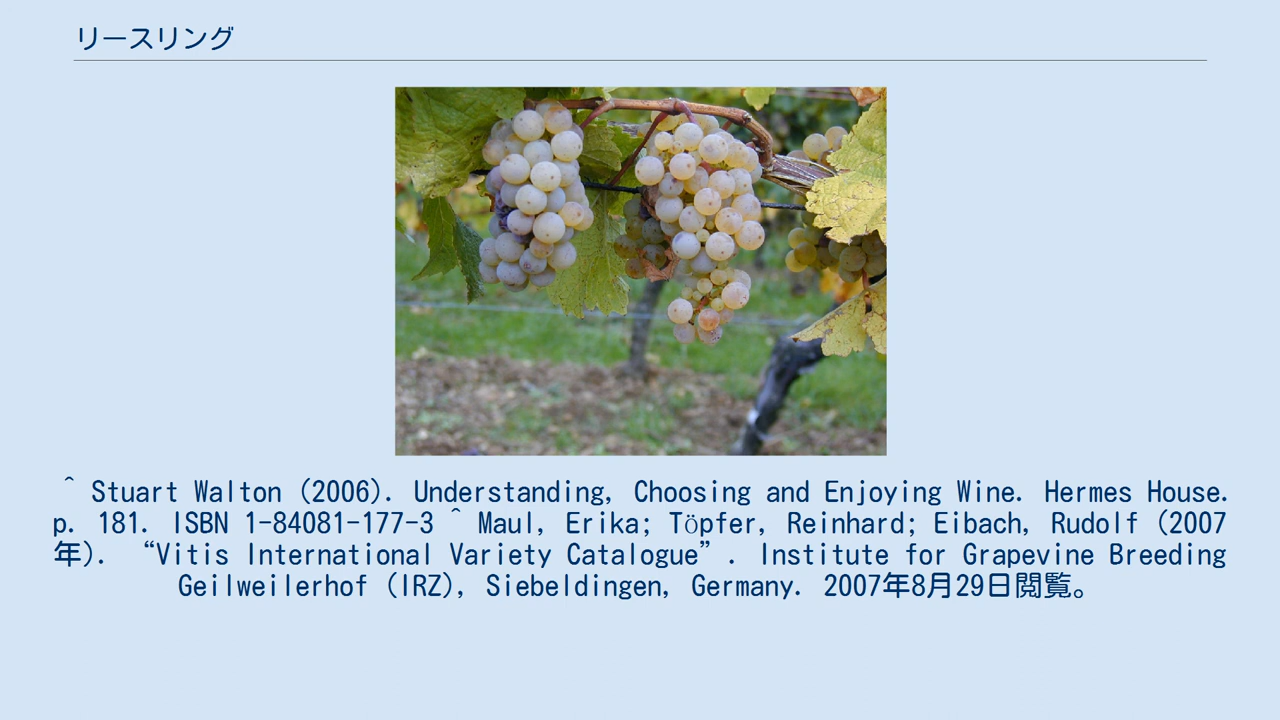 リースリング
^ Stuart Walton (2006). Understanding, Choosing and Enjoying Wine. Hermes House.
p. 181. ISBN 1-84081-177-3 ^ Maul, Erika; Töpfer, Reinhard; Eibach, Rudolf (2007
年). “Vitis International Variety Catalogue”. Institute for Grapevine Breeding
Geilweilerhof (IRZ), Siebeldingen, Germany. 2007年8月29日閲覧。